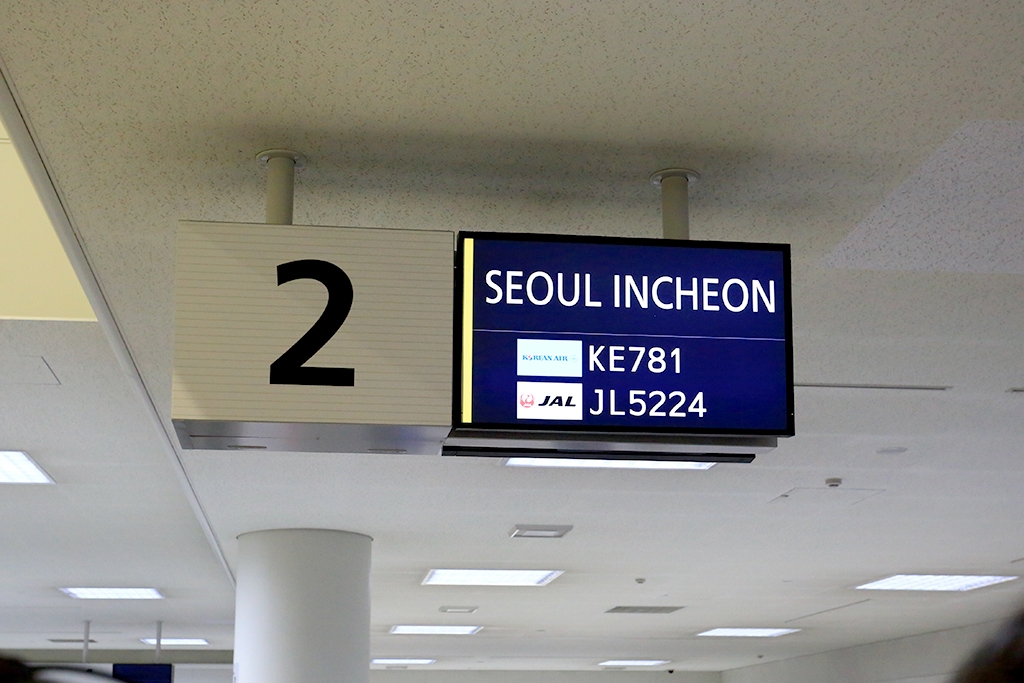 2
SEOUL INCHEON
KOREAN AIR KE781
JAL JL5224